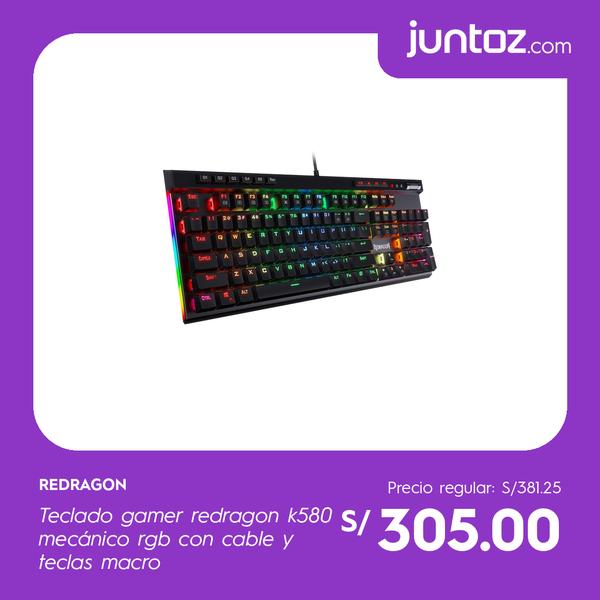 juntoz.com
REDRAGON
Precio regular: S/381.25
Teclado gamer redragon k580
mecánico rgb con cable y
teclas macro
S/ 305.00